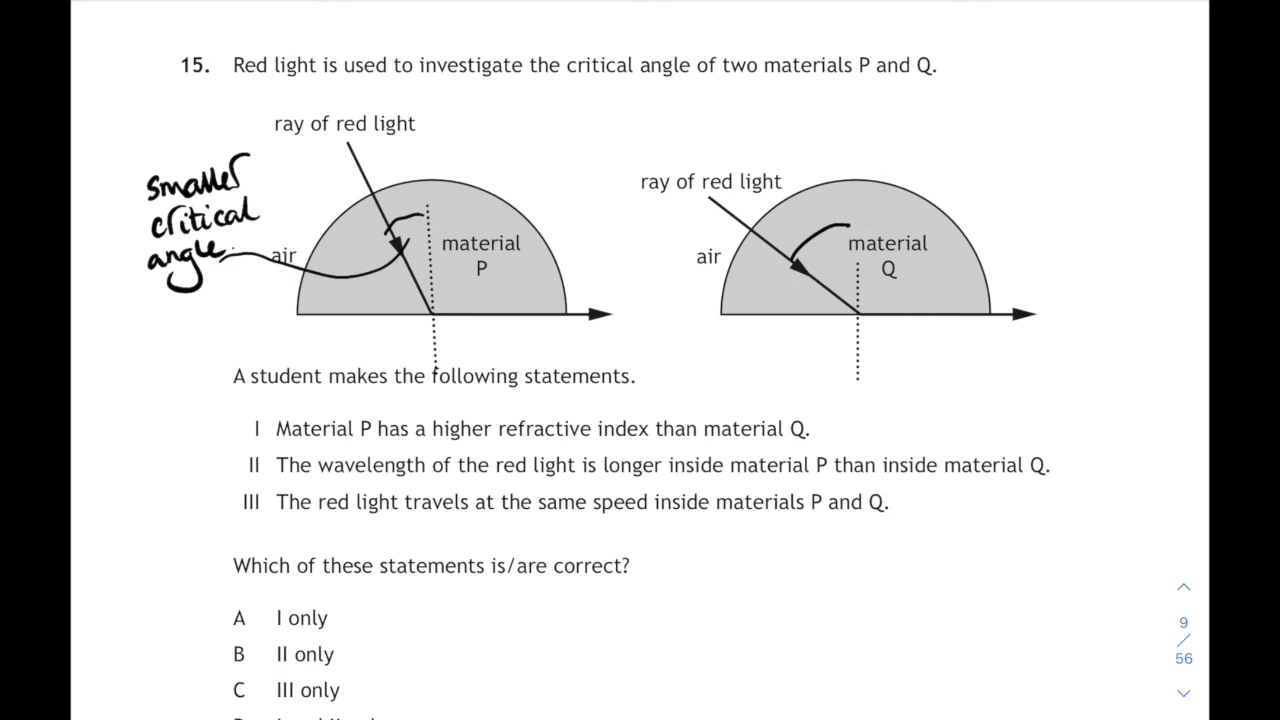 15. Red light is used to investigate the critical angle of two materials P and Q.
ray of red light
smaller
critical
angle
air
material
P
ray of red light
air
material
Q
A student makes the following statements.
I Material P has a higher refractive index than material Q.
II The wavelength of the red light is longer inside material P than inside material Q.
III The red light travels at the same speed inside materials P and Q.
Which of these statements is/are correct?
A I only
B II only
C III only
9
/
56